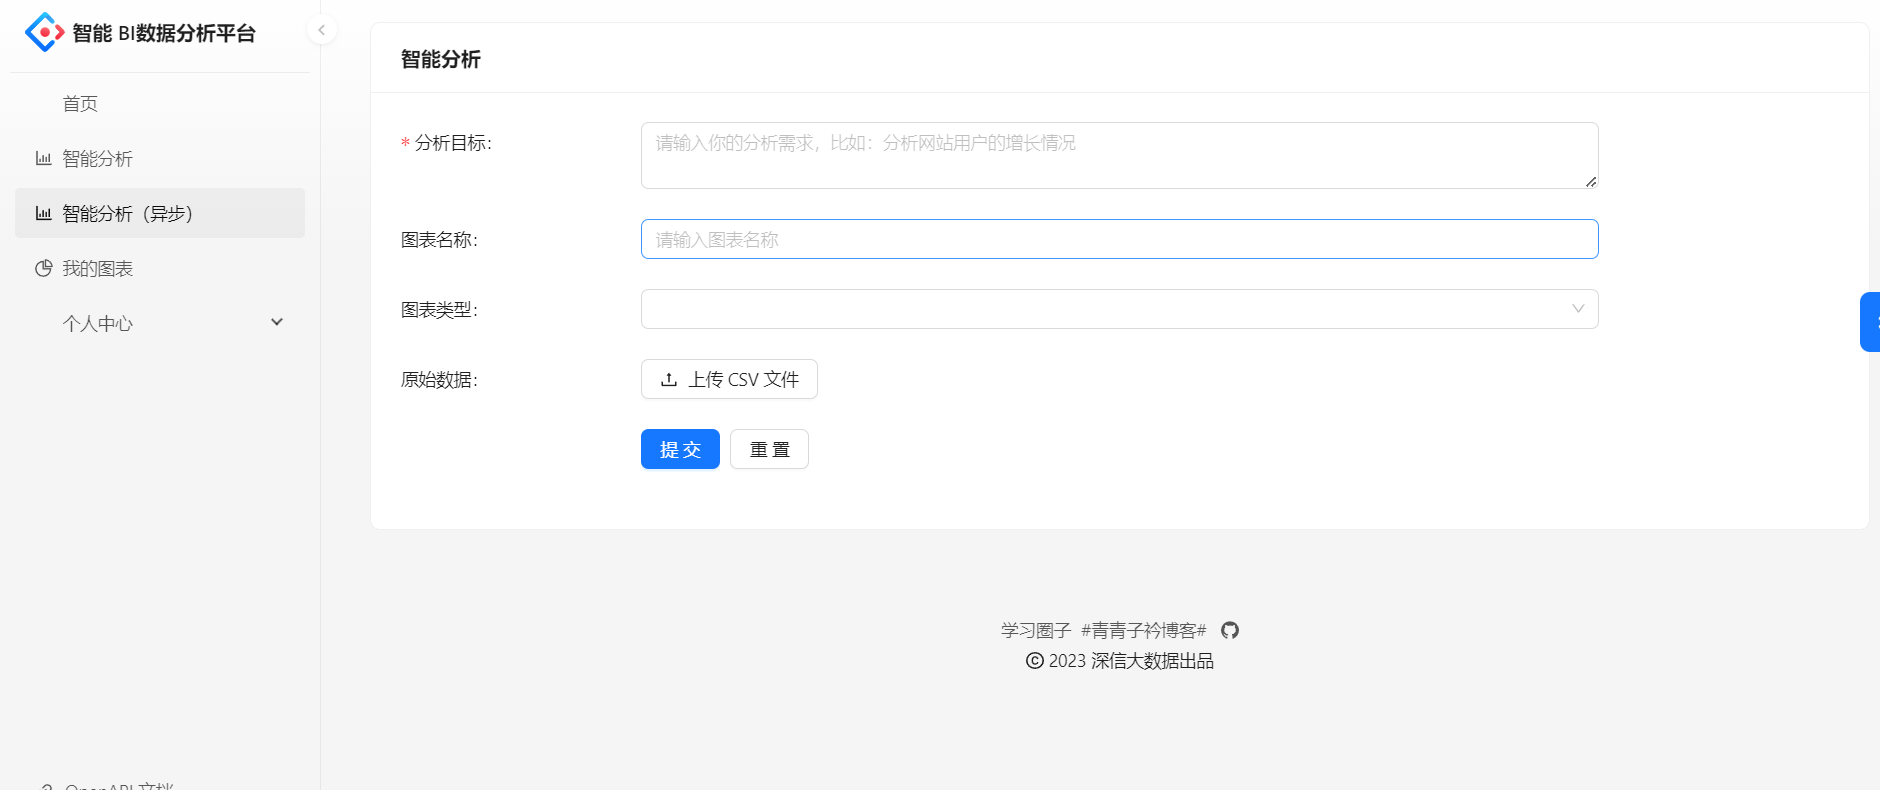 智能 BI数据分析平台
首页
智能分析
智能分析（异步）
我的图表
个人中心
OpenAPI 文档
智能分析
* 分析目标:
请输入你的分析需求，比如：分析网站用户的增长情况
图表名称:
请输入图表名称
图表类型:
原始数据:
上传 CSV 文件
提 交
重 置
学习圈子 #青青子衿博客#
© 2023 深信大数据出品